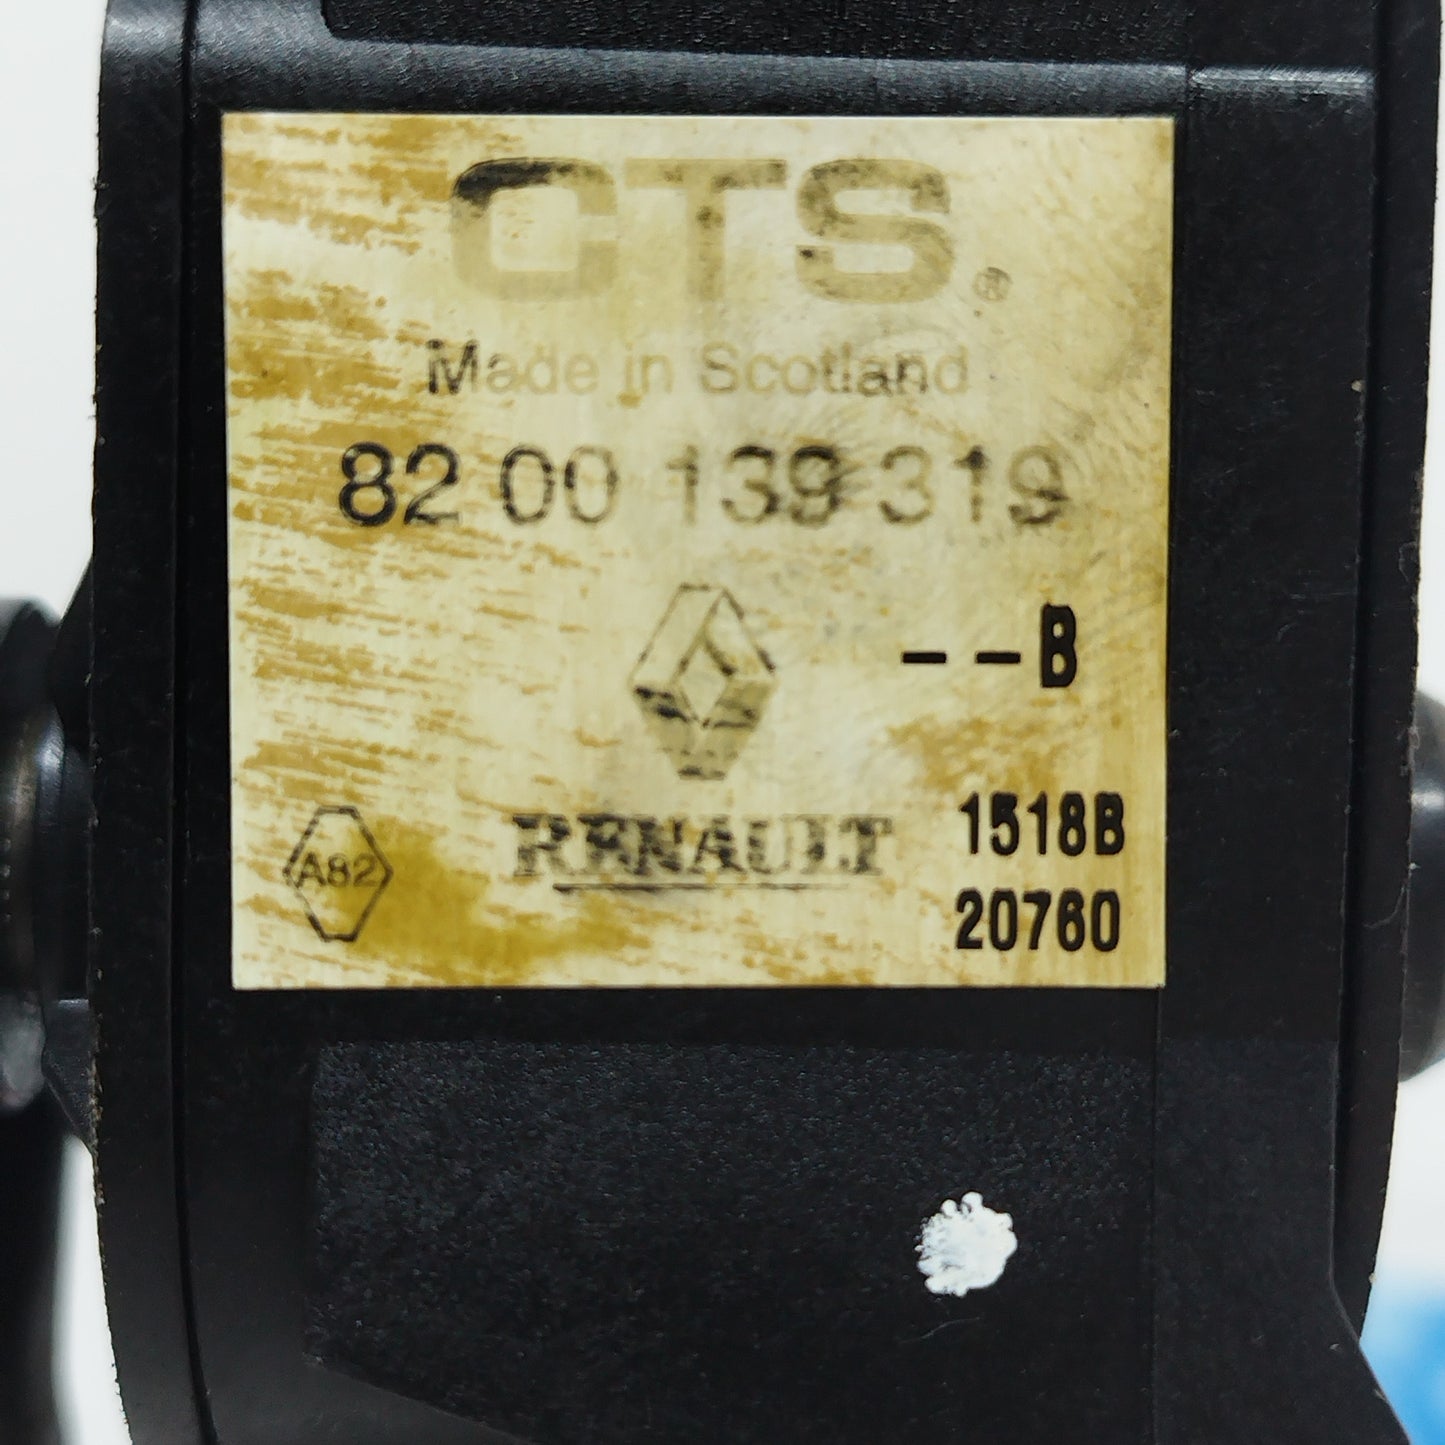 CTS®
Made in Scotland
82 00 139 319
--B
RENAULT
A82
1518B
20760